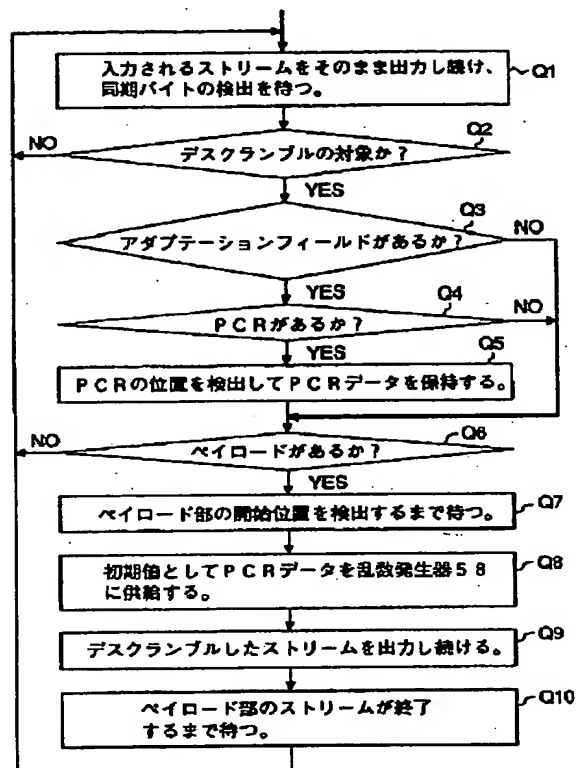 入力されるストリームをそのまま出力し続け、
同期バイトの検出を待つ。
Q1
Q2
NO
デスクランブルの対象か?
YES
Q3
NO
アダプテーションフィールドがあるか?
YES
Q4
NO
PCRがあるか?
YES
Q5
PCRの位置を検出してPCRデータを保持する。
NO
Q6
ペイロードがあるか?
YES
ペイロード部の開始位置を検出するまで待つ。
Q7
初期値としてPCRデータを乱数発生器58
に供給する。
Q8
デスクランブルしたストリームを出力し続ける。
Q9
ペイロード部のストリームが終了
するまで待つ。
Q10